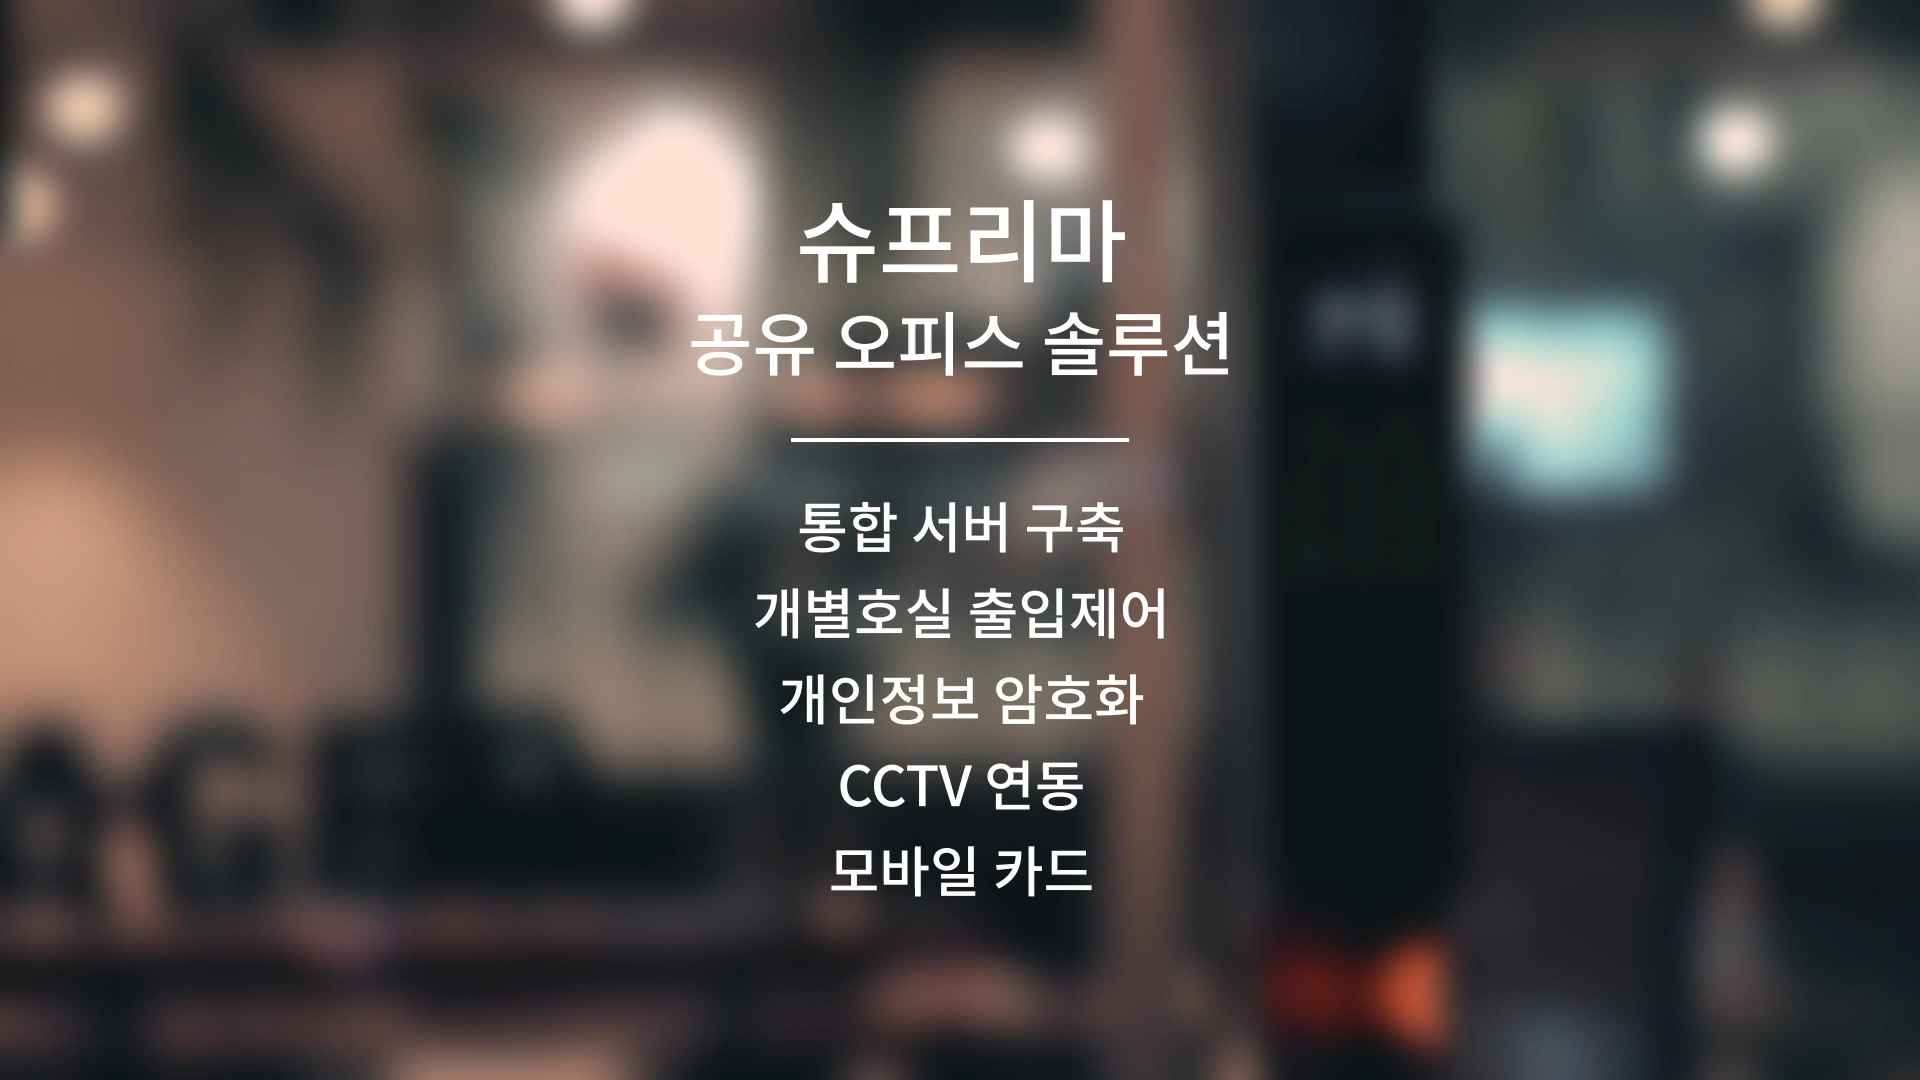 슈프리마
공유 오피스 솔루션
통합 서버 구축
개별호실 출입제어
개인정보 암호화
CCTV 연동
모바일 카드